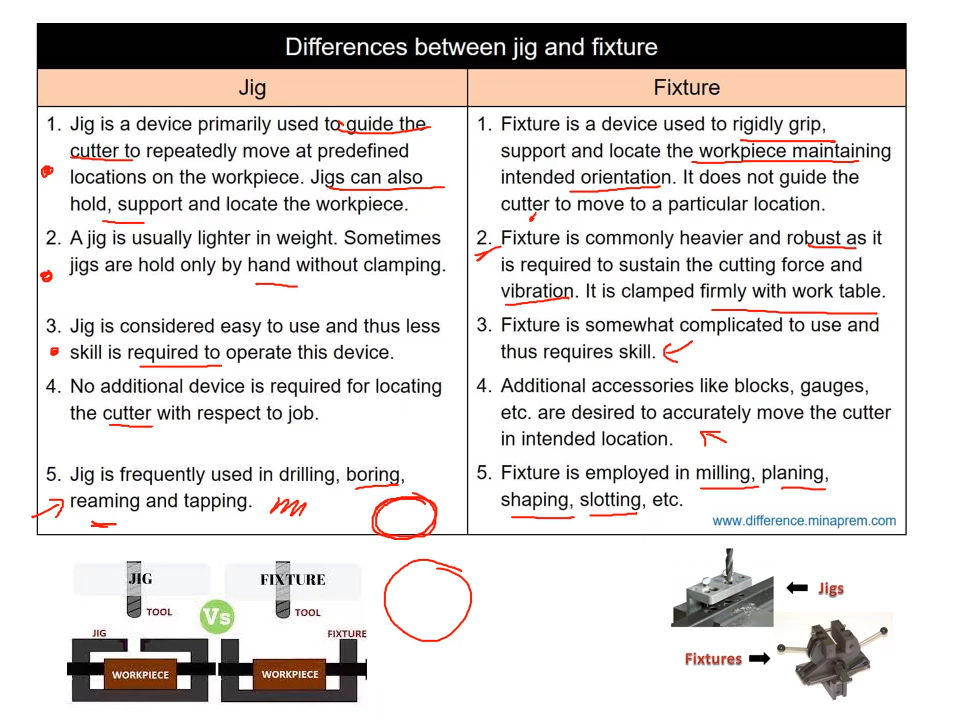 Differences between jig and fixture
Jig
Fixture
1. Jig is a device primarily used to guide the
cutter to repeatedly move at predefined
locations on the workpiece. Jigs can also
hold, support and locate the workpiece.
2. A jig is usually lighter in weight. Sometimes
jigs are hold only by hand without clamping.
3. Jig is considered easy to use and thus less
skill is required to operate this device.
4. No additional device is required for locating
the cutter with respect to job.
5. Jig is frequently used in drilling, boring,
reaming and tapping.
1. Fixture is a device used to rigidly grip,
support and locate the workpiece maintaining
intended orientation. It does not guide the
cutter to move to a particular location.
2. Fixture is commonly heavier and robust as it
is required to sustain the cutting force and
vibration. It is clamped firmly with work table.
3. Fixture is somewhat complicated to use and
thus requires skill.
4. Additional accessories like blocks, gauges,
etc. are desired to accurately move the cutter
in intended location.
5. Fixture is employed in milling, planing,
shaping, slotting, etc.
www.difference.minaprem.com
JIG
TOOL
JIG
WORKPIECE
Vs
FIXTURE
TOOL
FIXTURE
WORKPIECE
Jigs
Fixtures